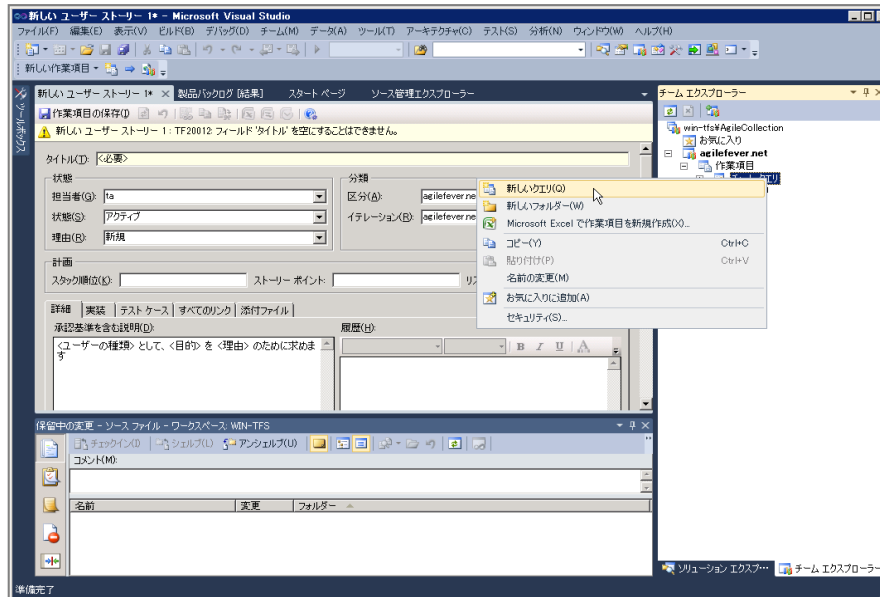 新しい ユーザー ストーリー 1* - Microsoft Visual Studio
ファイル(F) 編集(E) 表示(V) ビルド(B) デバッグ(D) チーム(M) データ(A) ツール(T) アーキテクチャ(C) テスト(S) 分析(N) ウィンドウ(W) ヘルプ(H)
新しい作業項目
ツールボックス
新しい ユーザー ストーリー 1* 製品バックログ [結果] スタート ページ ソース管理エクスプローラー
作業項目の保存(I)
新しい ユーザー ストーリー 1 : TF20012: フィールド 'タイトル' を空にすることはできません。
タイトル(T): <必要>
状態
担当者(G): ta
状態(S): アクティブ
理由(R): 新規
分類
区分(A): agilefever.ne
イテレーション(B): agilefever.ne
計画
スタック順位(K): ストーリー ポイント:
詳細 実装 テスト ケース すべてのリンク 添付ファイル
承認基準を含む説明(D):
<ユーザーの種類> として、<目的> を <理由> のために求めます
履歴(H):
B I U A
新しいクエリ(Q)
新しいフォルダー(W)
Microsoft Excel で作業項目を新規作成(X)...
コピー(Y) Ctrl+C
貼り付け(P) Ctrl+V
名前の変更(M)
お気に入りに追加(A)
セキュリティ(S)...
チーム エクスプローラー
win-tfs¥AgileCollection
お気に入り
agilefever.net
作業項目
保留中の変更 - ソース ファイル - ワークスペース: WIN-TFS
チェックイン(I) シェルブ(L) アンシェルブ(U)
コメント(M):
名前 変更 フォルダー
ソリューション エクスプ… チーム エクスプローラー
準備完了